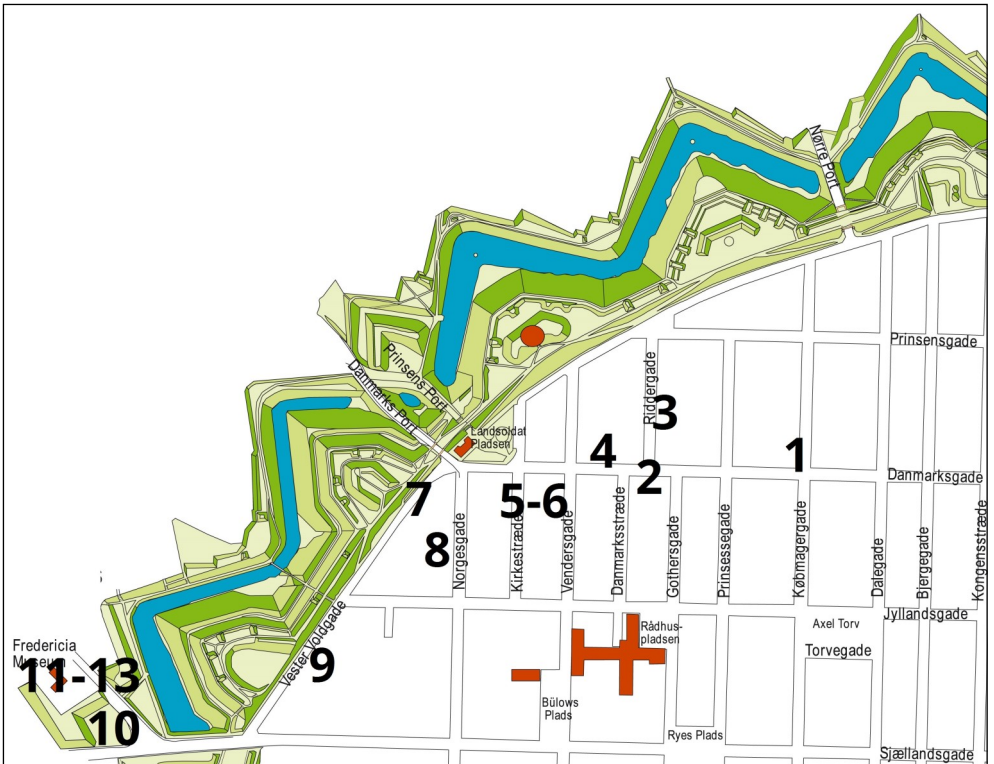 Nørre Port
Prinsensgade
Prinsens Port
Danmarks Port
Landsoldat
Pladsen
Riddergade
3
4
1
2
Danmarksgade
7
5-6
8
Norgesgade
Kirkestræde
Vendersgade
Danmarksstræde
Gothersgade
Prinsessegade
Købmagergade
Dalegade
Bjergegade
Kongensstræde
Jyllandsgade
Axel Torv
Rådhus-
pladsen
Torvegade
Vester Voldgade
9
Fredericia
Museum
11-13
10
Bülows
Plads
Ryes Plads
Sjællandsgade